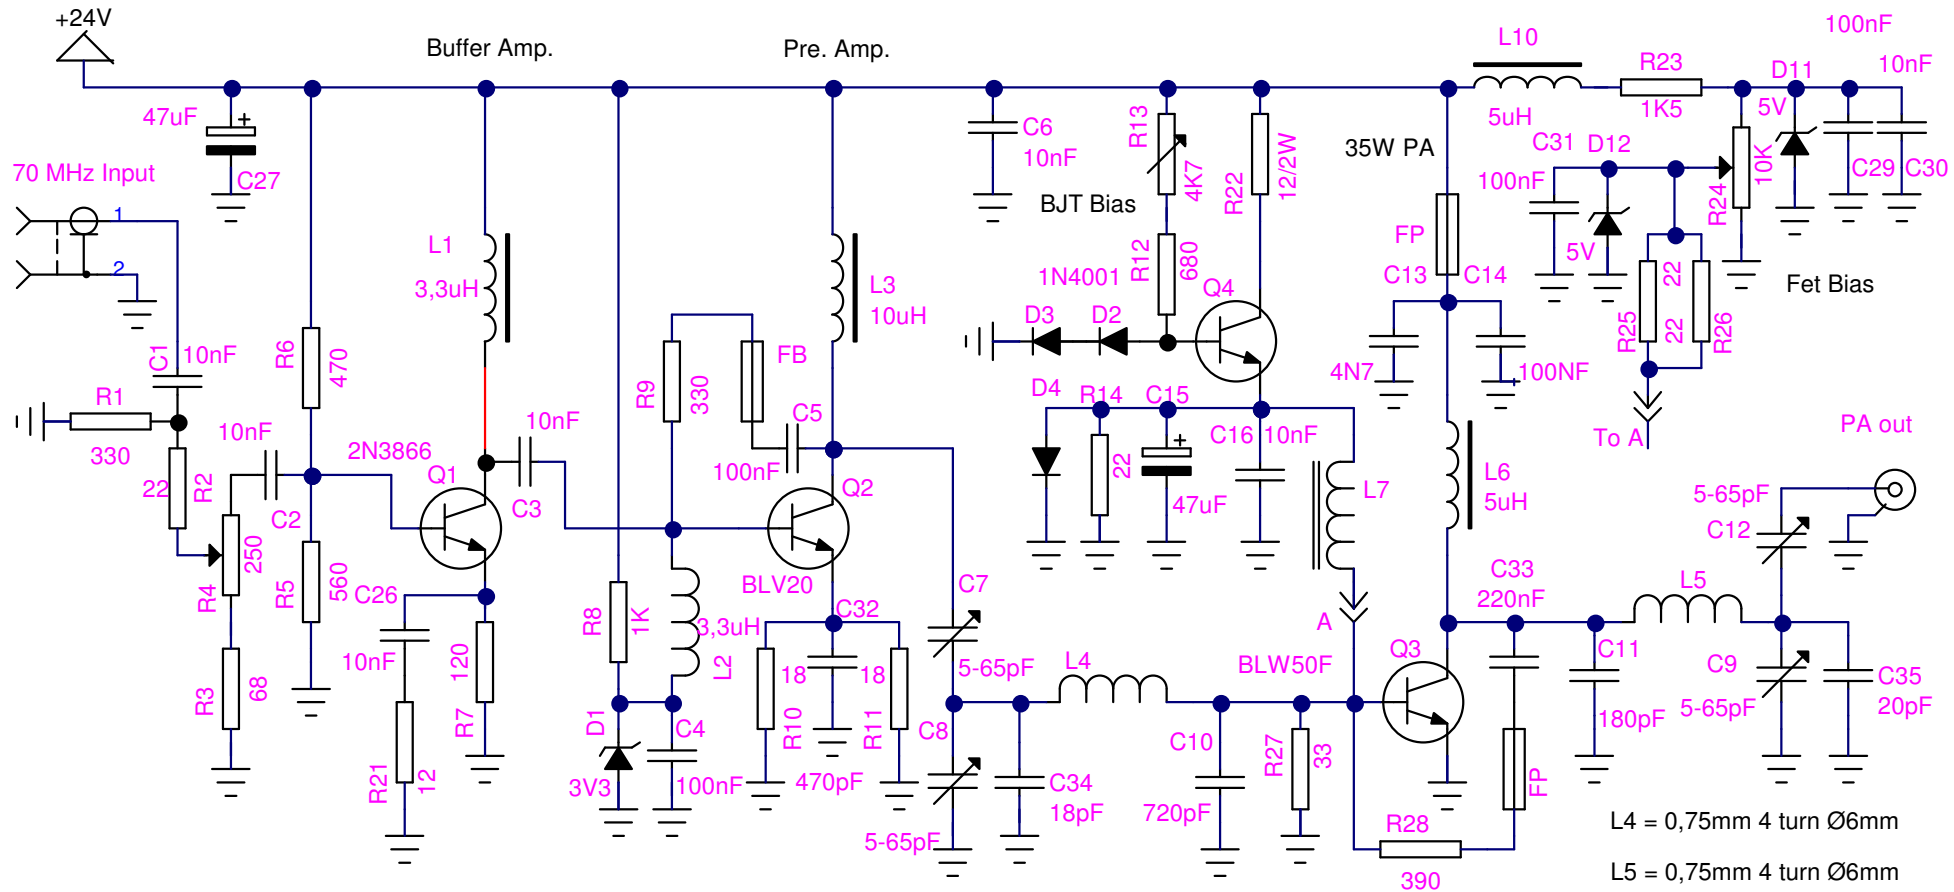 +24V
Buffer Amp.
Pre. Amp.
L10
100nF
R23
D11
10nF
47uF
+
C27
C6
10nF
R13
4K7
R22
12/2W
35W PA
5uH
1K5
5V
C31
D12
10K
R24
C29
C30
70 MHz Input
1
2
BJT Bias
100nF
L1
3,3uH
L3
10uH
R12
680
FP
C13
C14
5V
22
Fet Bias
1N4001
Q4
D3
D2
R25
22
R26
C1
10nF
R6
470
R9
330
FB
4N7
100NF
+
R1
330
10nF
10nF
C5
D4
R14
C15
C16
10nF
To A
PA out
2N3866
Q1
100nF
Q2
22
+
47uF
L7
L6
5uH
5-65pF
C12
22
R2
C2
C3
250
R4
R5
560
C26
BLV20
C7
A
C33
220nF
L5
R8
1K
3,3uH
L2
C32
10nF
120
R7
R3
68
18
R10
18
R11
5-65pF
L4
BLW50F
Q3
C11
C9
5-65pF
C35
20pF
180pF
D1
3V3
C4
100nF
470pF
C8
5-65pF
C34
18pF
C10
720pF
R27
33
FP
R21
12
R28
390
L4 = 0,75mm 4 turn Ø6mm
L5 = 0,75mm 4 turn Ø6mm